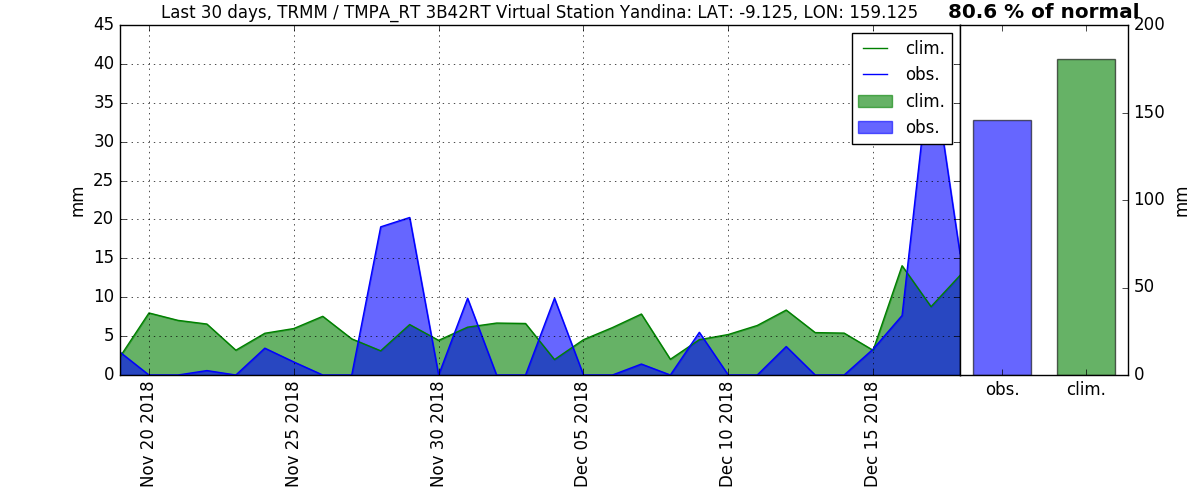 Last 30 days, TRMM / TMPA_RT 3B42RT Virtual Station Yandina: LAT: -9.125, LON: 159.125
80.6 % of normal
45
40
35
30
25
20
15
10
5
0
mm
clim.
obs.
clim.
obs.
200
150
100
50
0
mm
Nov 20 2018
Nov 25 2018
Nov 30 2018
Dec 05 2018
Dec 10 2018
Dec 15 2018
obs.
clim.